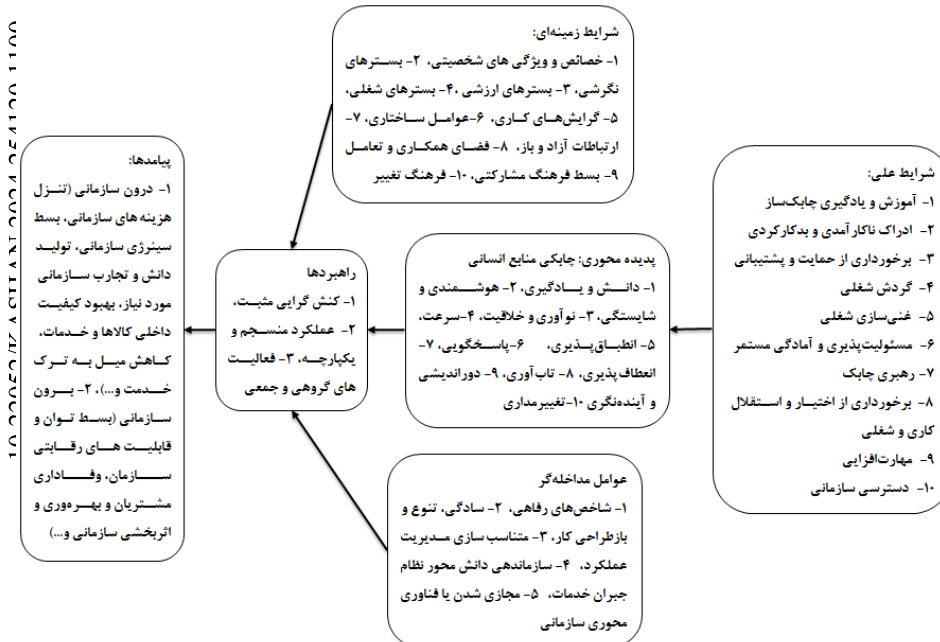 شرایط زمینه‌ای:
۱- خصائص و ویژگی های شخصیتی، ۲- بسترهای
نگرشی، ۳- بسترهای ارزشی ،۴- بسترهای شغلی،
۵- گرایش‌های کاری، ۶-عوامل ساختاری، ۷-
ارتباطات آزاد و باز، ۸- فضای همکاری و تعامل
۹- بسط فرهنگ مشارکتی، ۱۰- فرهنگ تغییر
شرایط علی:
۱- آموزش و یادگیری چابک‌ساز
۲- ادراک ناکارآمدی و بدکارکردی
۳- برخورداری از حمایت و پشتیبانی
۴- گردش شغلی
۵- غنی‌سازی شغلی
۶- مسئولیت‌پذیری و آمادگی مستمر
۷- رهبری چابک
۸- برخورداری از اختیار و استقلال
کاری و شغلی
۹- مهارت‌افزایی
۱۰- دسترسی سازمانی
پدیده محوری: چابکی منابع انسانی
۱- دانش و یادگیری، ۲- هوشمندی و
شایستگی، ۳- نوآوری و خلاقیت، ۴-سرعت،
۵- انطباق‌پذیری، ۶-پاسخگویی، ۷-
انعطاف پذیری، ۸- تاب‌آوری، ۹- دوراندیشی
و آینده‌نگری ۱۰-تغییرمداری
راهبردها
۱- کنش گرایی مثبت،
۲- عملکرد منسجم و
یکپارچه، ۳- فعالیت
های گروهی و جمعی
عوامل مداخله‌گر
۱- شاخص‌های رفاهی، ۲- سادگی، تنوع و
بازطراحی کار، ۳- متناسب سازی مدیریت
عملکرد، ۴- سازماندهی دانش محور نظام
جبران خدمات، ۵- مجازی شدن یا فناوری
محوری سازمانی
پیامدها:
۱- درون سازمانی (تنزل
هزینه های سازمانی، بسط
سینرژی سازمانی، تولید
دانش و تجارب سازمانی
مورد نیاز، بهبود کیفیت
داخلی کالاها و خدمات،
کاهش میل به ترک
خدمت و...)، ۲- برون
سازمانی (بسط توان و
قابلیت های رقابتی
سازمان، وفاداری
مشتریان و بهره‌وری و
اثربخشی سازمانی و...)